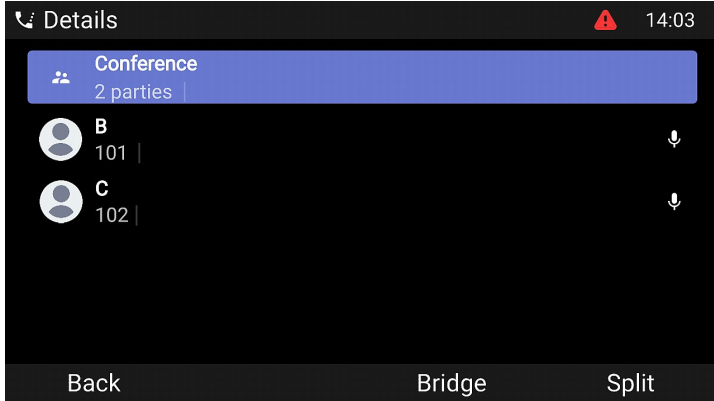 Details
14:03
Conference
2 parties
B
101
C
102
Back
Bridge
Split